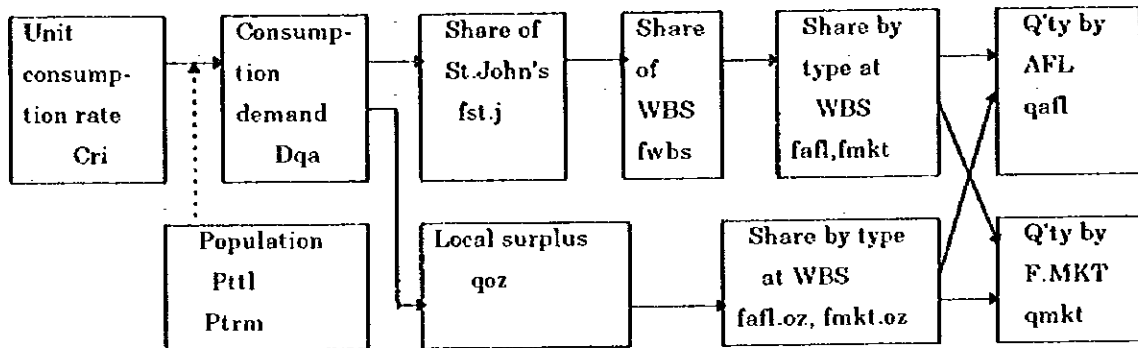 Unit
consump-
tion rate
Cri
Consump-
tion
demand
Dqa
Share of
St.John's
fst.j
Share
of
WBS
fwbs
Share by
type at
WBS
fafl,fmkt
Q'ty by
AFL
qafl
Population
Pttl
Ptrm
Local surplus
qoz
Share by type
at WBS
fafl.oz, fmkt.oz
Q'ty by
F.MKT
qmkt